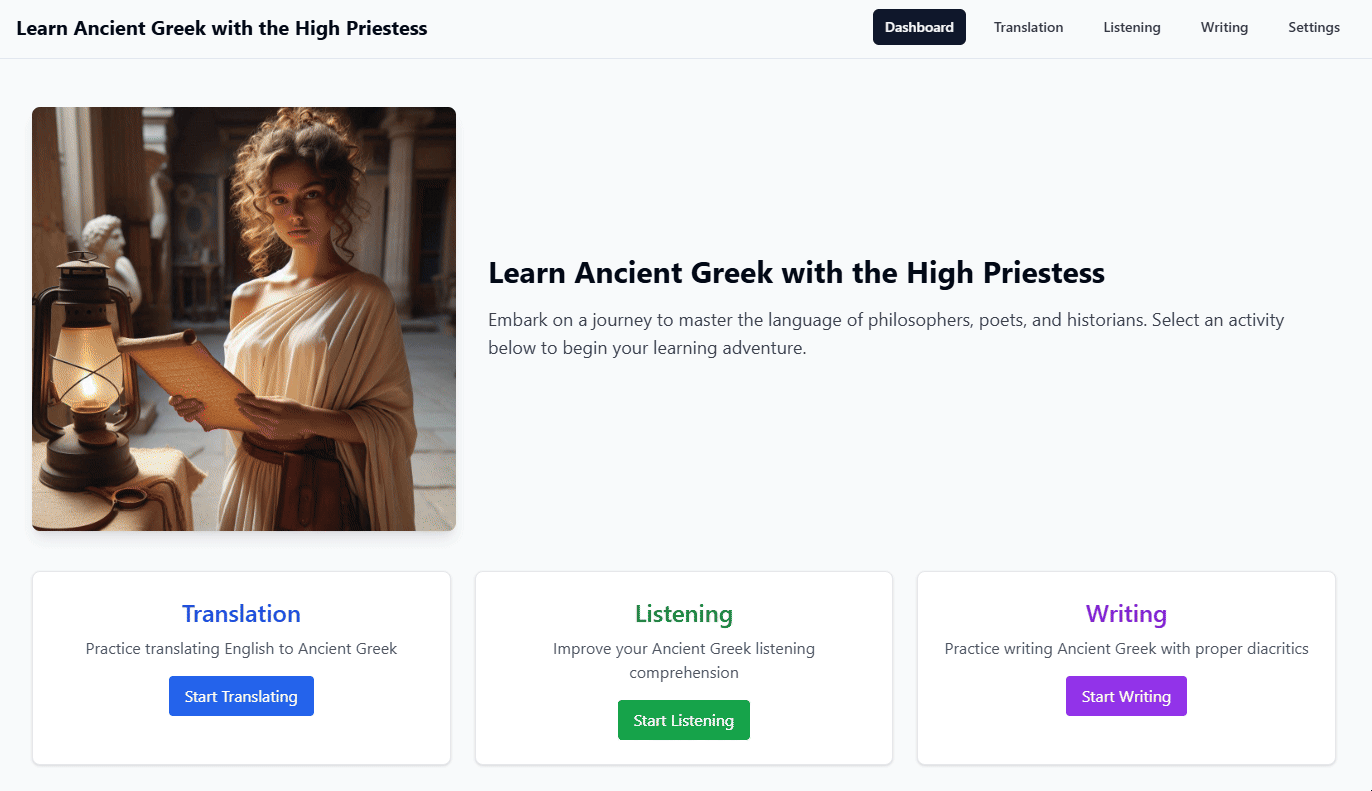 Learn Ancient Greek with the High Priestess
Dashboard
Translation
Listening
Writing
Settings
Learn Ancient Greek with the High Priestess
Embark on a journey to master the language of philosophers, poets, and historians. Select an activity
below to begin your learning adventure.
Translation
Practice translating English to Ancient Greek
Start Translating
Listening
Improve your Ancient Greek listening
comprehension
Start Listening
Writing
Practice writing Ancient Greek with proper diacritics
Start Writing